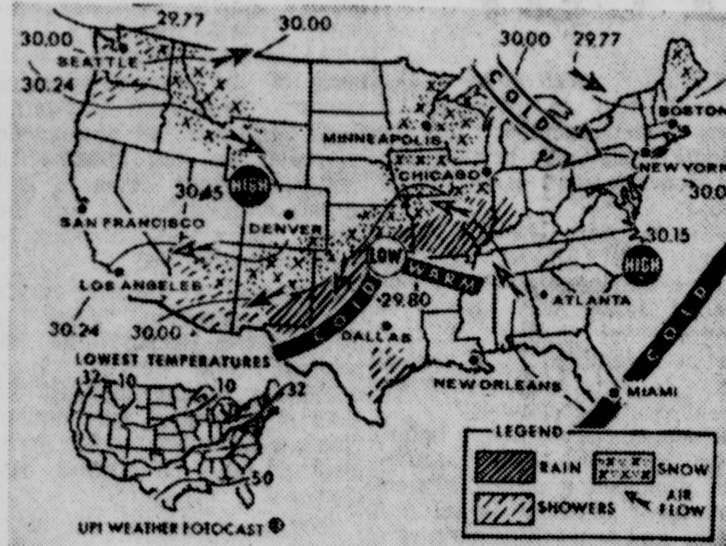 29.77
30.00
30.00
29.77
30.00
SEATTLE
30.24
COLD
BOSTON
MINNEAPOLIS
CHICAGO
NEW YORK
HIGH
30.0
SAN FRANCISCO
DENVER
30.15
LOW
WARM
HIGH
LOS ANGELES
29.80
ATLANTA
COLD
30.24
30.00
COLD
DALLAS
LOWEST TEMPERATURES
NEW ORLEANS
32
10
10
32
MIAMI
50
LEGEND
RAIN
SNOW
SHOWERS
AIR
FLOW
UPI WEATHER FOTOCAST